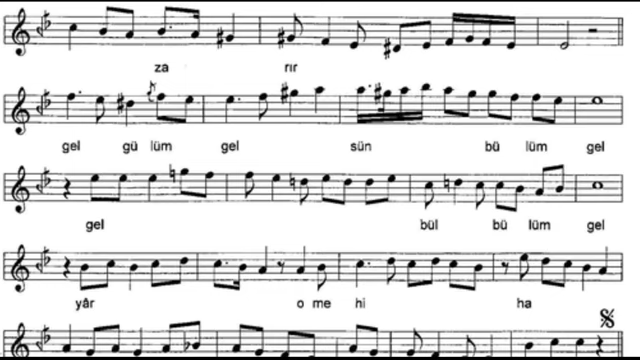 za rır
gel gü lüm gel sün bü lüm gel
gel bül bü lüm gel
yâr o me hi ha